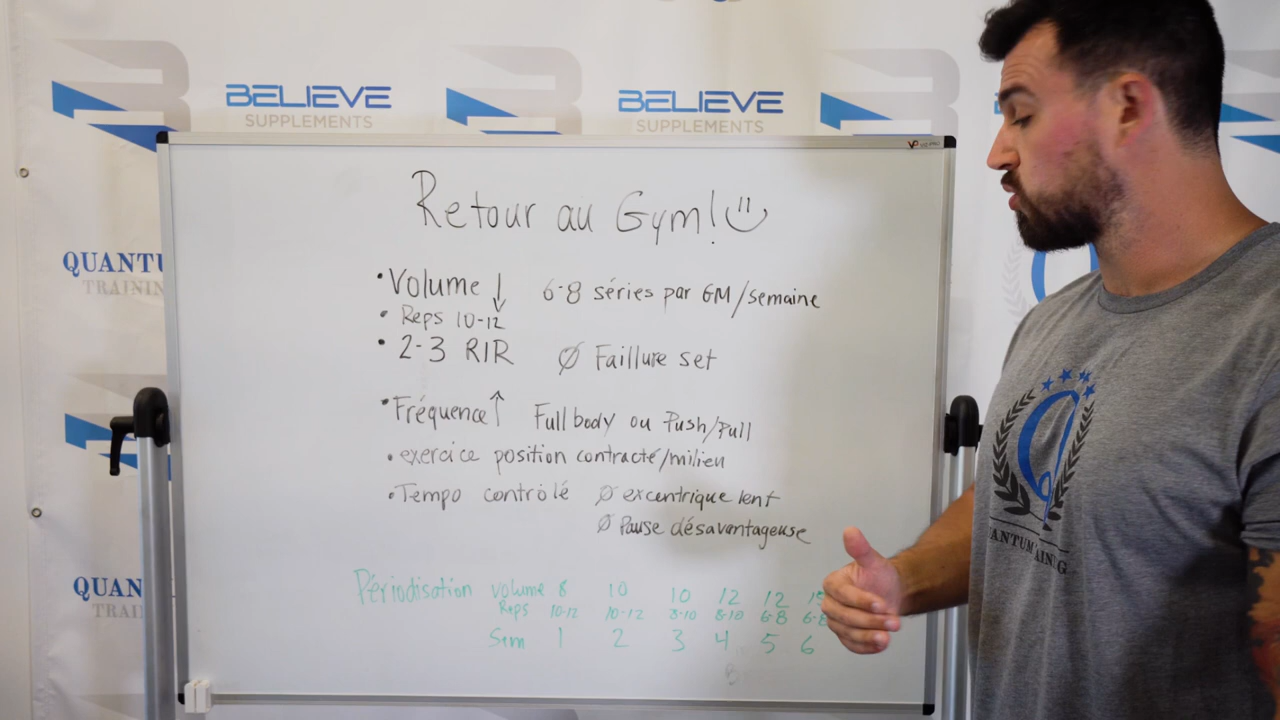 BELIEVE BELIEVE
SUPPLEMENTS SUPPLEMENTS
QUANTU
TRAININ
QUAN
TRAI
Retour au Gym!
• Volume ↓ 6-8 séries par GM/semaine
• Reps 10-12
• 2-3 RIR Ø Faillure set
• Fréquence ↑ Full body ou Push/Pull
• exercice position contracté/milieu
• Tempo contrôlé Ø excentrique lent
Ø Pause désavantageuse
Périodisation volume 8 10 10 12 12
Reps 10-12 10-12 8-10 8-10 6-8 6-8
Sem 1 2 3 4 5 6
ANTUM AINING